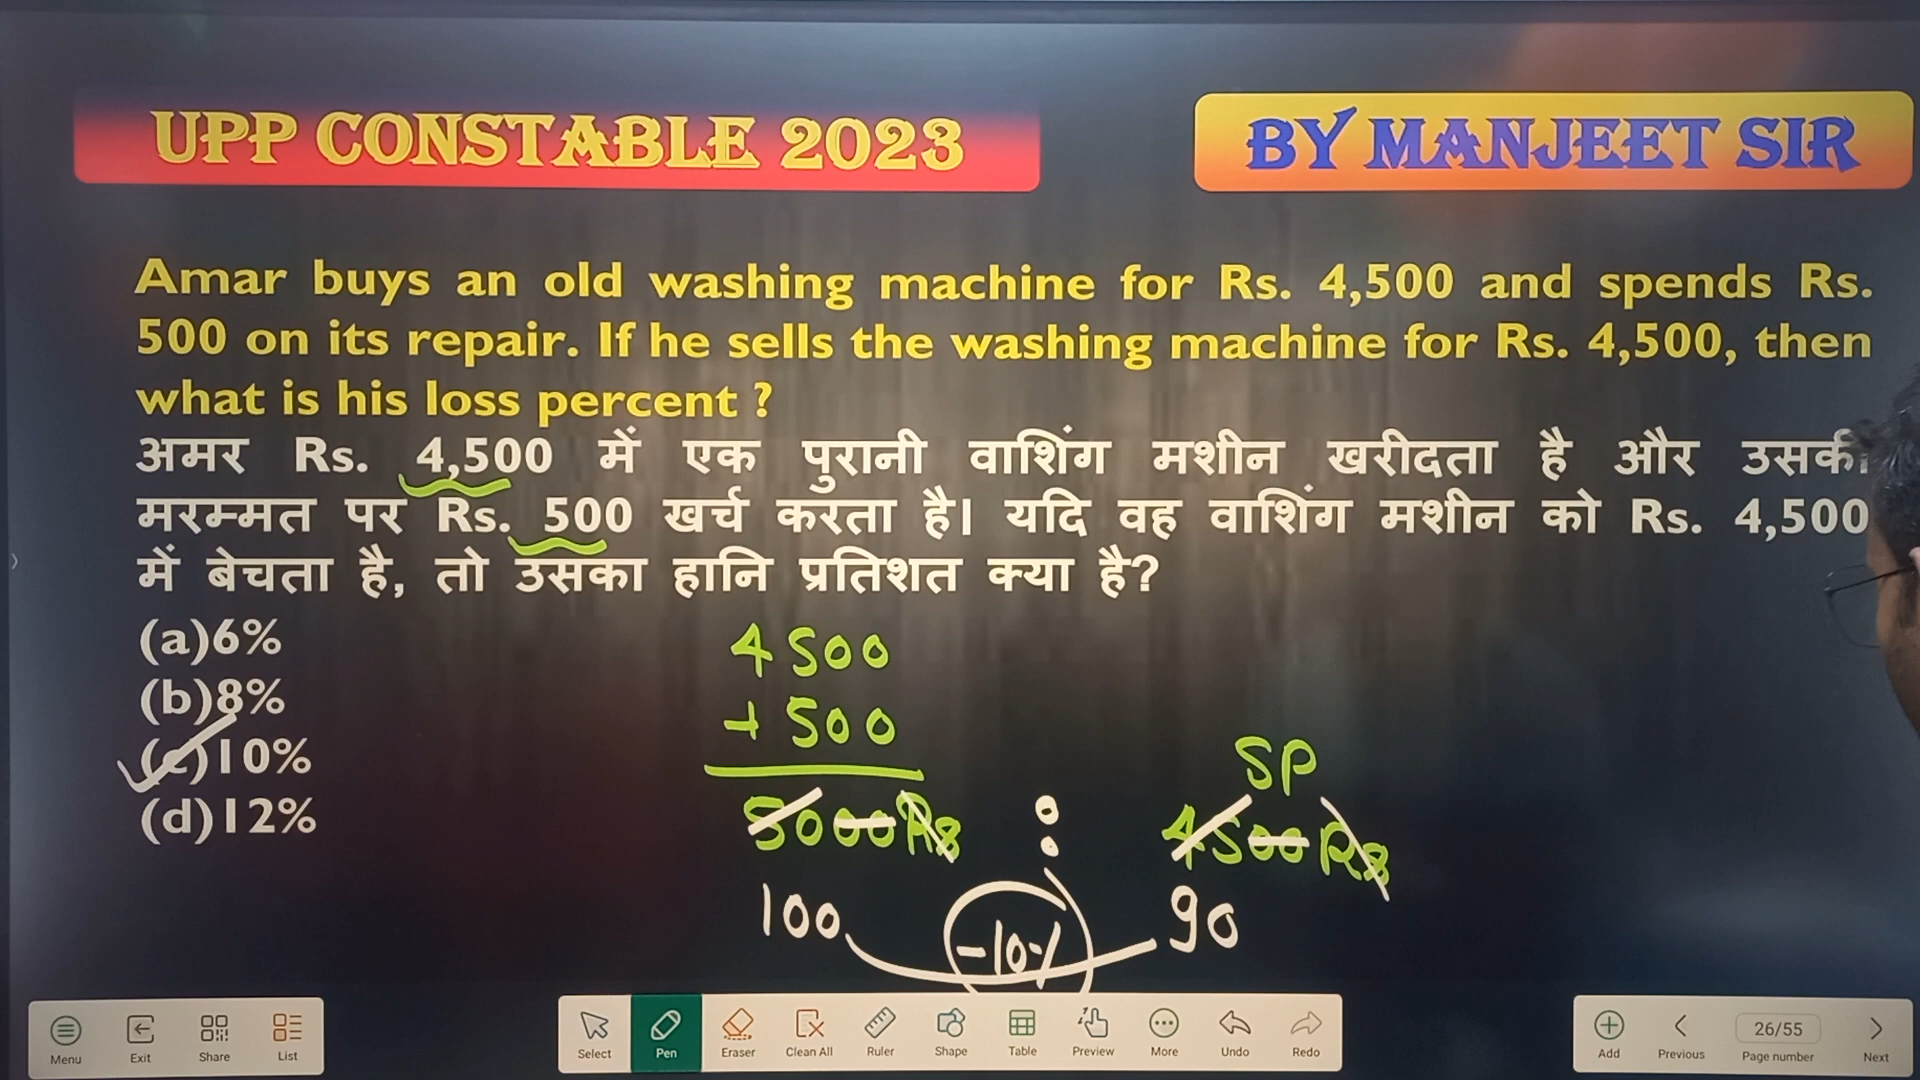 UPP CONSTABLE 2023
BY MANJEET SIR
Amar buys an old washing machine for Rs. 4,500 and spends Rs.
500 on its repair. If he sells the washing machine for Rs. 4,500, then
what is his loss percent ?
अमर Rs. 4,500 में एक पुरानी वाशिंग मशीन खरीदता है और उसकी
मरम्मत पर Rs. 500 खर्च करता है। यदि वह वाशिंग मशीन को Rs. 4,500
में बेचता है, तो उसका हानि प्रतिशत क्या है?
(a)6%
(b)8%
(c)10%
(d)12%
4500
+500
5000Rs
:
SP
4500Rs
100
-10%
90
Menu
Exit
Share
List
Select
Pen
Eraser
Clean All
Ruler
Shape
Table
Preview
More
Undo
Redo
Add
Previous
26/55
Page number
Next